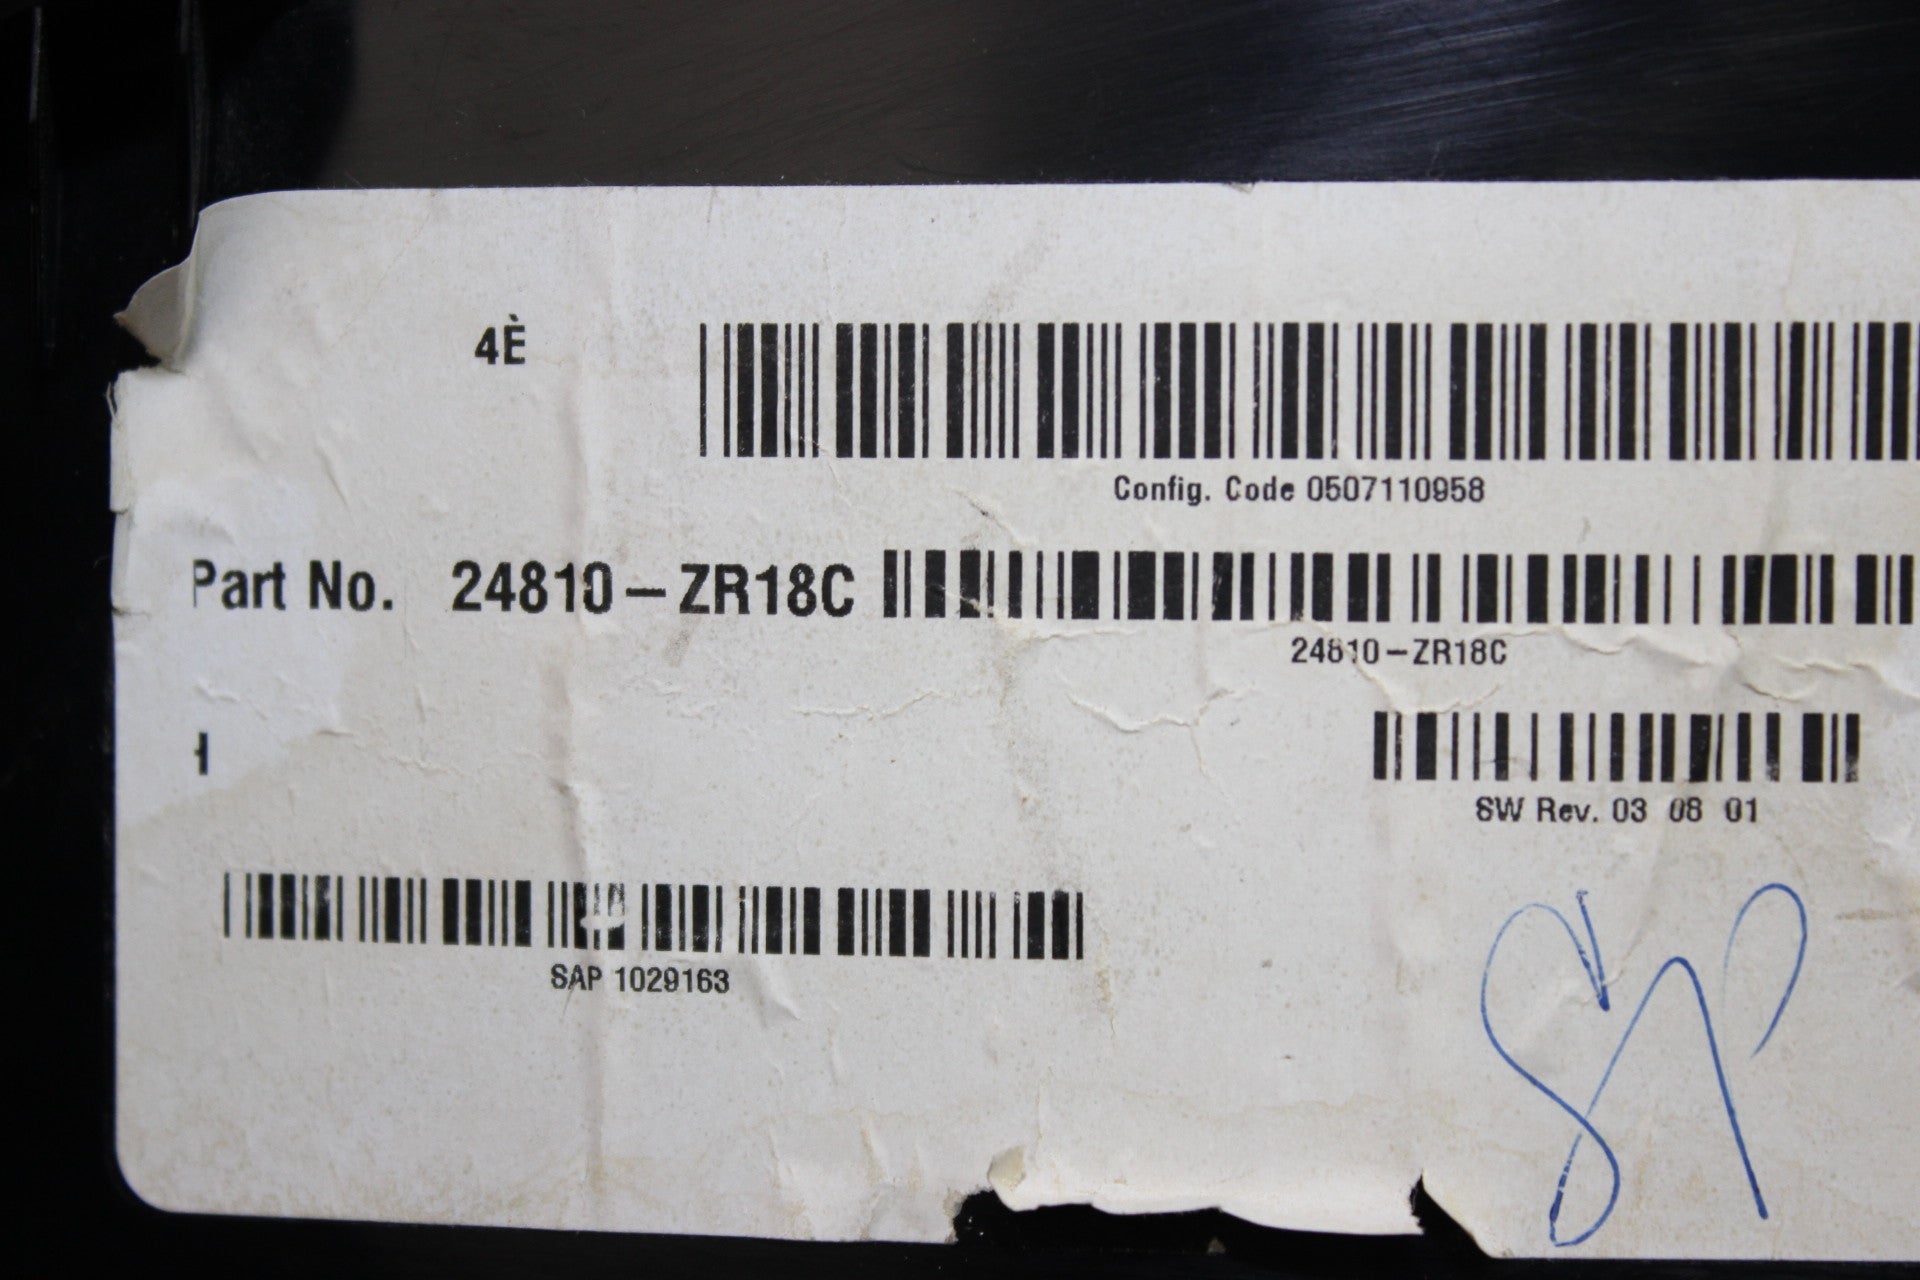 4È
Config. Code 0507110958
Part No. 24810-ZR18C
24810-ZR18C
SW Rev. 03 08 01
SAP 1029163